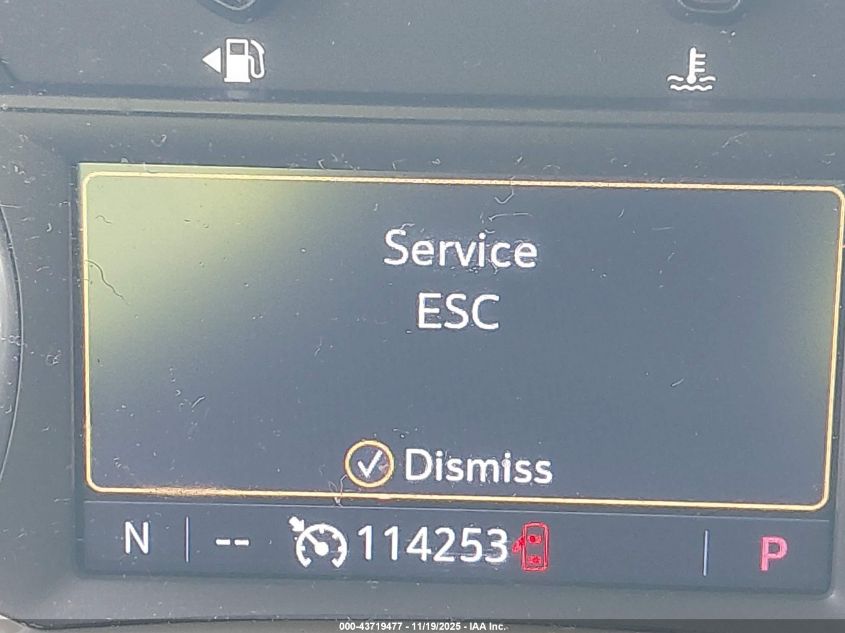 Service
ESC
Dismiss
N -- 114253 P
000-43719477 - 11/19/2025 - IAA Inc.